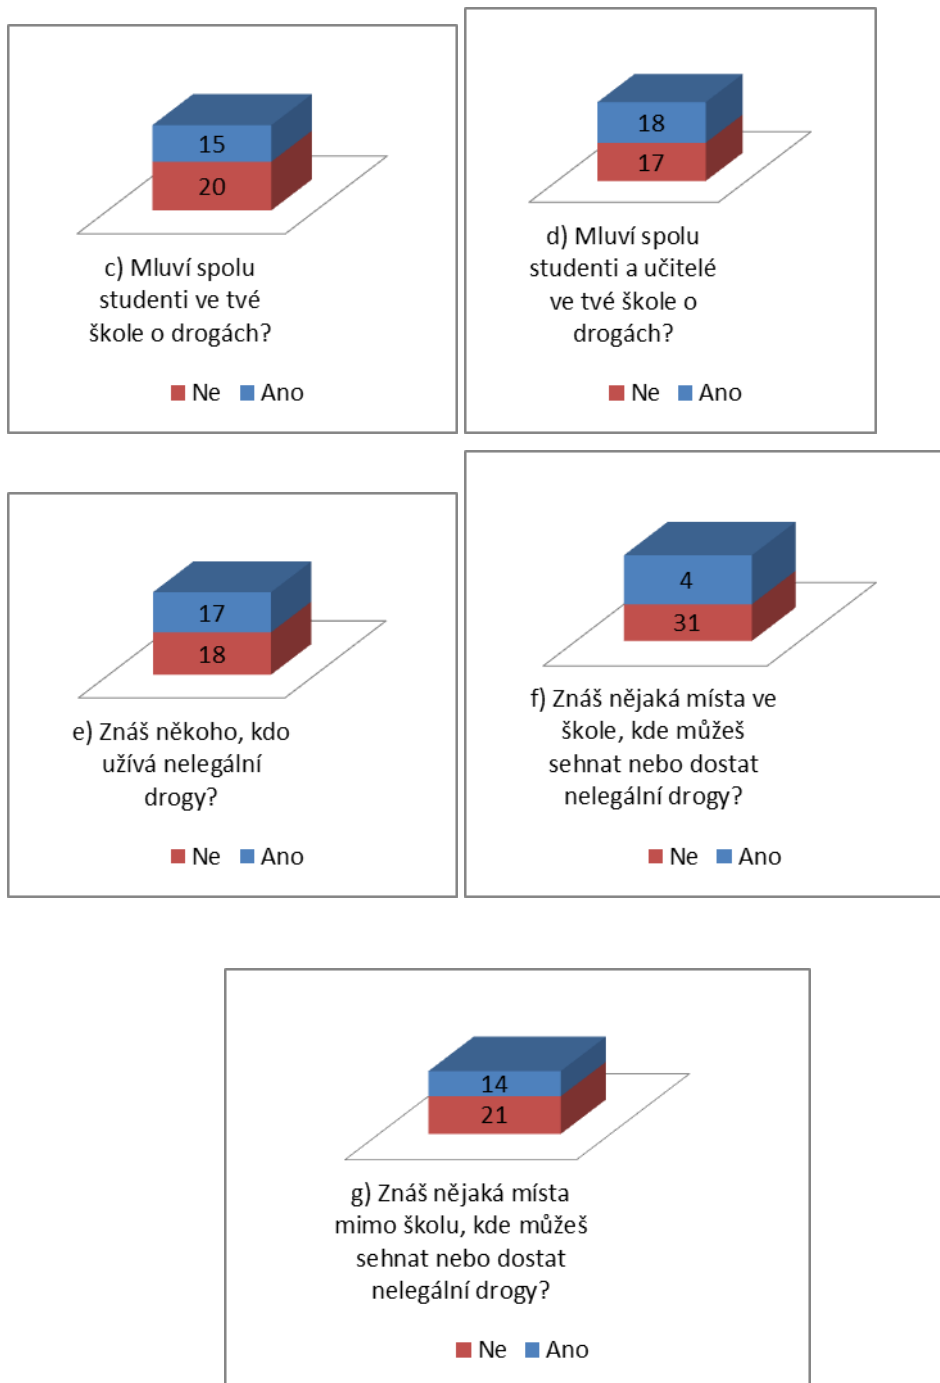 15
20
c) Mluví spolu
studenti ve tvé
škole o drogách?
Ne Ano
18
17
d) Mluví spolu
studenti a učitelé
ve tvé škole o
drogách?
Ne Ano
17
18
e) Znáš někoho, kdo
užívá nelegální
drogy?
Ne Ano
4
31
f) Znáš nějaká místa ve
škole, kde můžeš
sehnat nebo dostat
nelegální drogy?
Ne Ano
14
21
g) Znáš nějaká místa
mimo školu, kde můžeš
sehnat nebo dostat
nelegální drogy?
Ne Ano